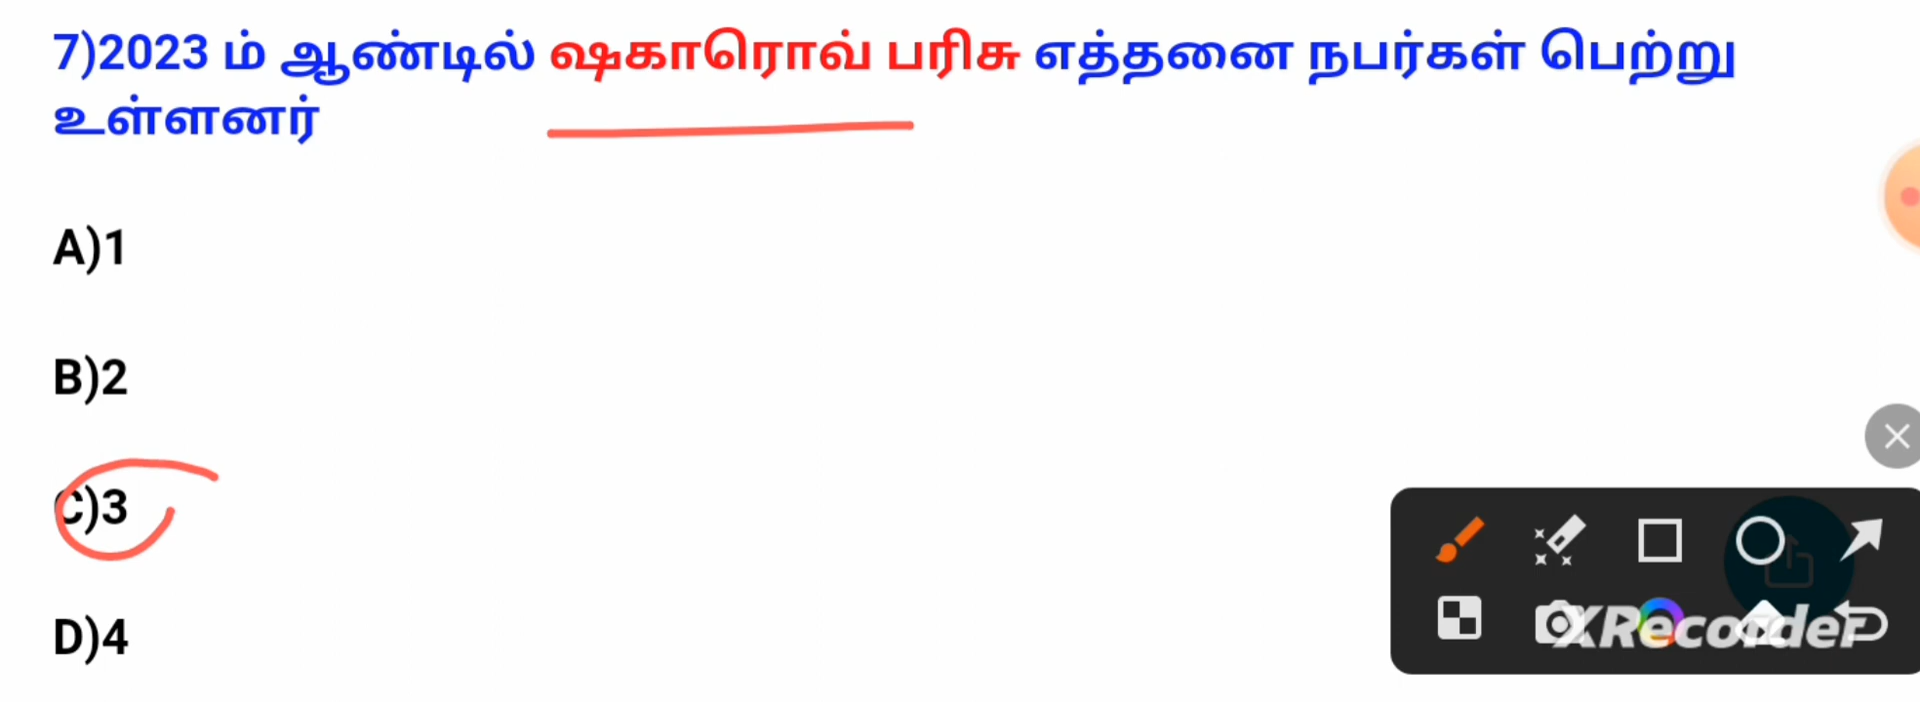 7)2023 ம் ஆண்டில் ஷகாரொவ் பரிசு எத்தனை நபர்கள் பெற்று
உள்ளனர்
A)1
B)2
C)3
D)4
XRecorder